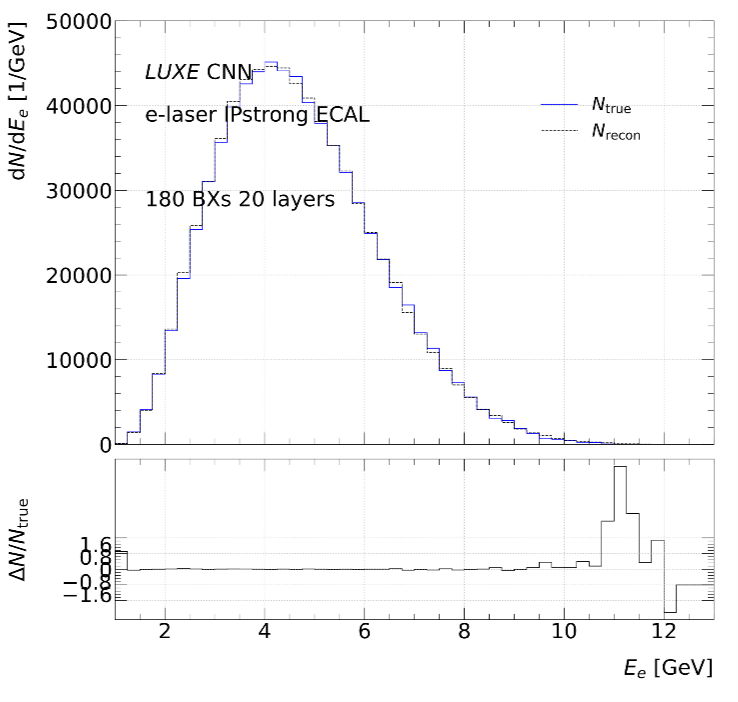 50000
40000
30000
20000
10000
0
dN/dE_e [1/GeV]
LUXE CNN
e-laser IPstrong ECAL
180 BXs 20 layers
N_true
N_recon
ΔN/N_true
1.6
0.8
0
−0.8
−1.6
2 4 6 8 10 12
E_e [GeV]